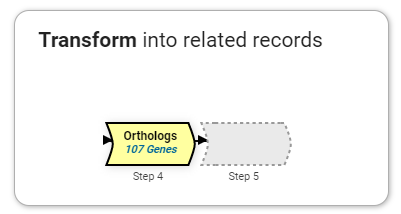 Transform into related records
Orthologs
107 Genes
Step 4
Step 5